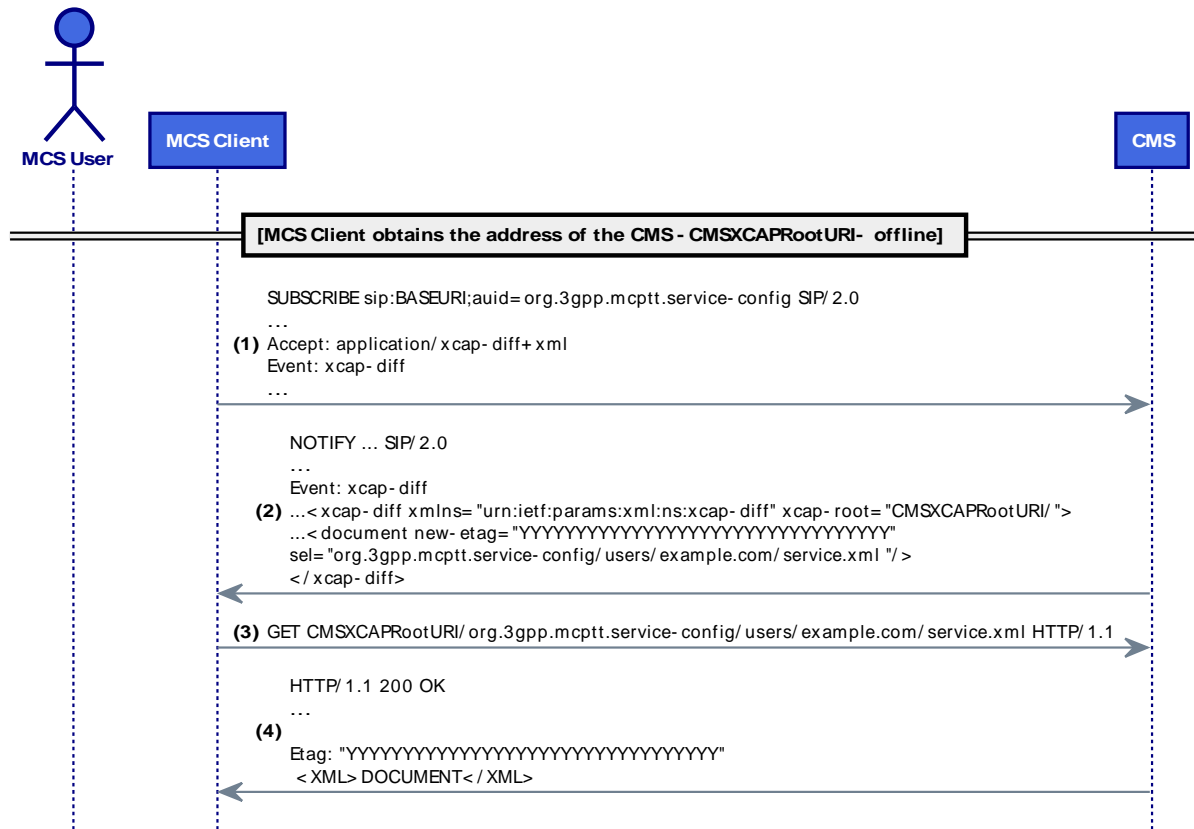 MCS User
MCS Client
CMS
[MCS Client obtains the address of the CMS - CMSXCAPRootURI- offline]
SUBSCRIBE sip:BASEURI;auid=org.3gpp.mcptt.service-config SIP/2.0
...
(1) Accept: application/xcap-diff+xml
Event: xcap-diff
...
NOTIFY ... SIP/2.0
...
Event: xcap-diff
(2) ...<xcap-diff xmlns="urn:ietf:params:xml:ns:xcap-diff" xcap-root="CMSXCAPRootURI/">
...<document new-etag="YYYYYYYYYYYYYYYYYYYYYYYYYYYYYYYYY"
sel="org.3gpp.mcptt.service-config/users/example.com/service.xml "/>
</xcap-diff>
(3) GET CMSXCAPRootURI/org.3gpp.mcptt.service-config/users/example.com/service.xml HTTP/1.1
HTTP/1.1 200 OK
...
(4)
Etag: "YYYYYYYYYYYYYYYYYYYYYYYYYYYYYYYYY"
<XML>DOCUMENT</XML>